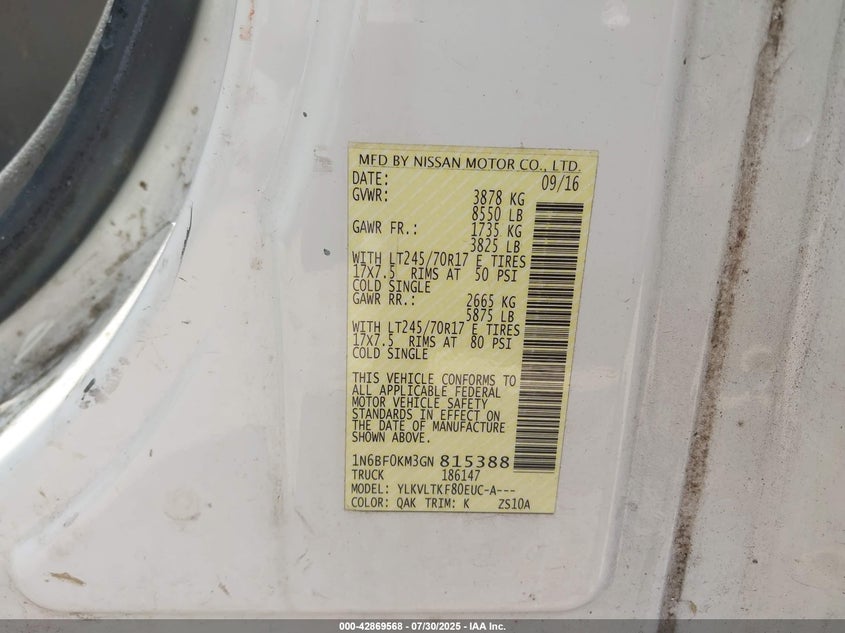 MFD BY NISSAN MOTOR CO., LTD.
DATE: 09/16
GVWR: 3878 KG
8550 LB
GAWR FR.: 1735 KG
3825 LB
WITH LT245/70R17 E TIRES
17X7.5 RIMS AT 50 PSI
COLD SINGLE
GAWR RR.: 2665 KG
5875 LB
WITH LT245/70R17 E TIRES
17X7.5 RIMS AT 80 PSI
COLD SINGLE
THIS VEHICLE CONFORMS TO
ALL APPLICABLE FEDERAL
MOTOR VEHICLE SAFETY
STANDARDS IN EFFECT ON
THE DATE OF MANUFACTURE
SHOWN ABOVE.
1N6BF0KM3GN 815388
TRUCK 186147
MODEL: YLKVLTKF80EUC-A---
COLOR: QAK TRIM: K ZS10A
000-42869568 - 07/30/2025 - IAA Inc.